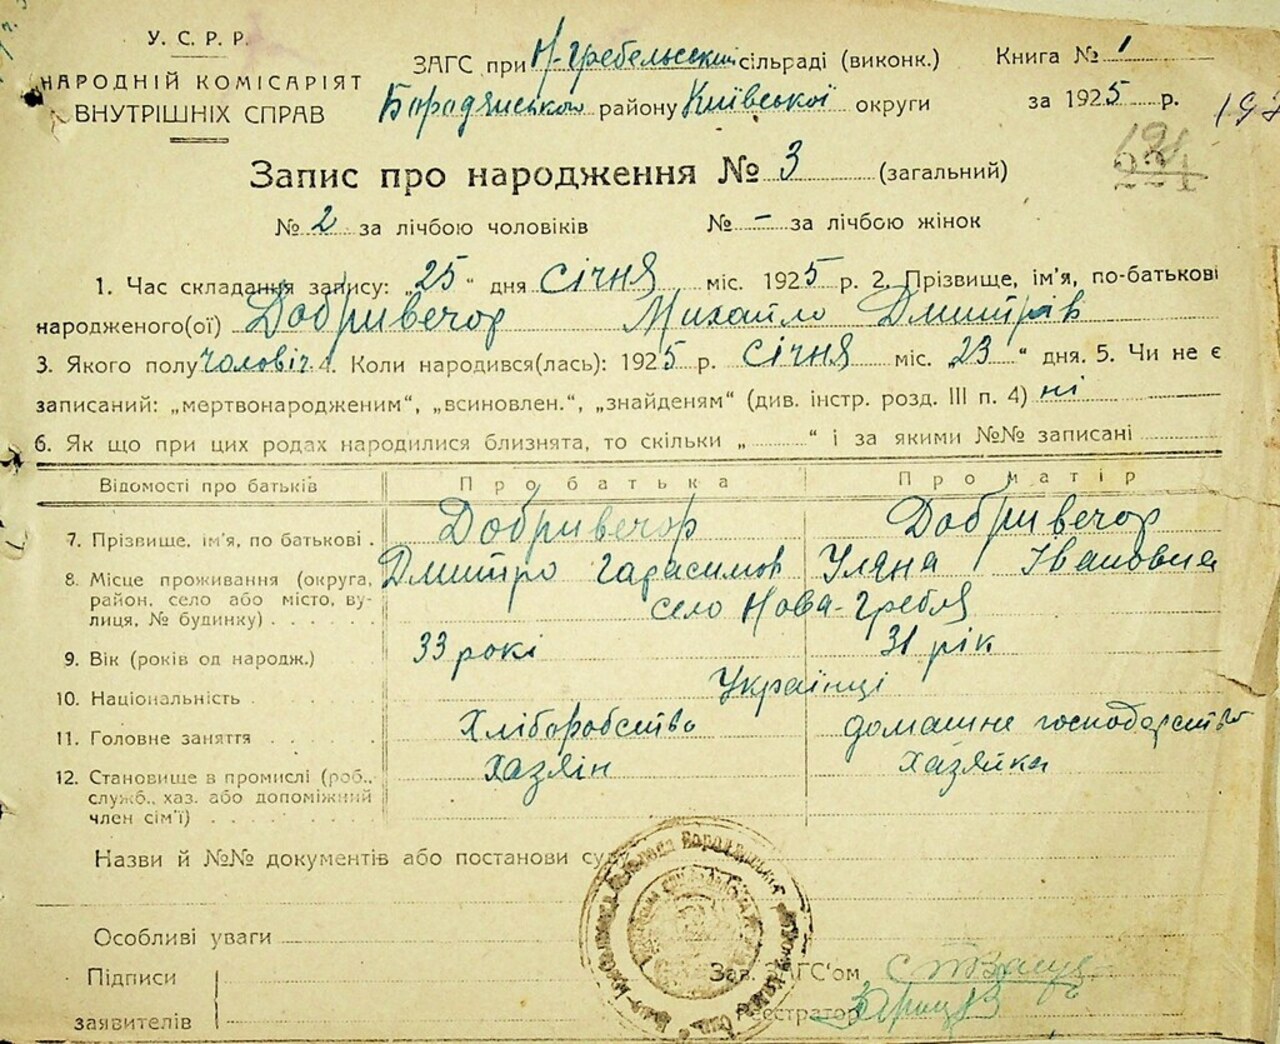 У. С. Р. Р.
НАРОДНІЙ КОМІСАРІЯТ
ВНУТРІШНІХ СПРАВ
ЗАГС при Н-Гребельській сільраді (виконк.)
Бородянського району Київської округи
Книга № 1
за 1925 р.
Запис про народження № 3 (загальний)
191
224
№ 2 за лічбою чоловіків № – за лічбою жінок
1. Час складання запису: „25“ дня Січня міс. 1925 р. 2. Прізвище, ім'я, по-батькові
народженого(ої) Добривечор Михайло Дмитрів
3. Якого полу чоловіч. 4. Коли народився(лась): 1925 р. Січня міс. „23“ дня. 5. Чи не є
записаний: „мертвонародженим“, „всиновлен.“, „знайденям“ (див. інстр. розд. III п. 4) ні
6. Як що при цих родах народилися близнята, то скільки „ “ і за якими №№ записані
Відомості про батьків Про батька Про матір
7. Прізвище, ім'я, по батькові . Добривечор Добривечор
Дмитро Гарасимов Уляна Івановна
8. Місце проживання (округа,
район, село або місто, ву-
лиця, № будинку) . . . . . . село Нова-Гребля
9. Вік (років од народж.) 33 рокі 31 рік
10. Національність . Українці
11. Головне заняття . . . . . Хліборобство домашне господарство
12. Становище в промислі (роб.,
служб., хаз. або допоміжний
член сім'ї) . . . . . . . . Хазяїн Хазяйка
Назви й №№ документів або постанови суду
Особливі уваги
Підписи
заявителів
Зав. ЗАГС'ом
Реєстратор